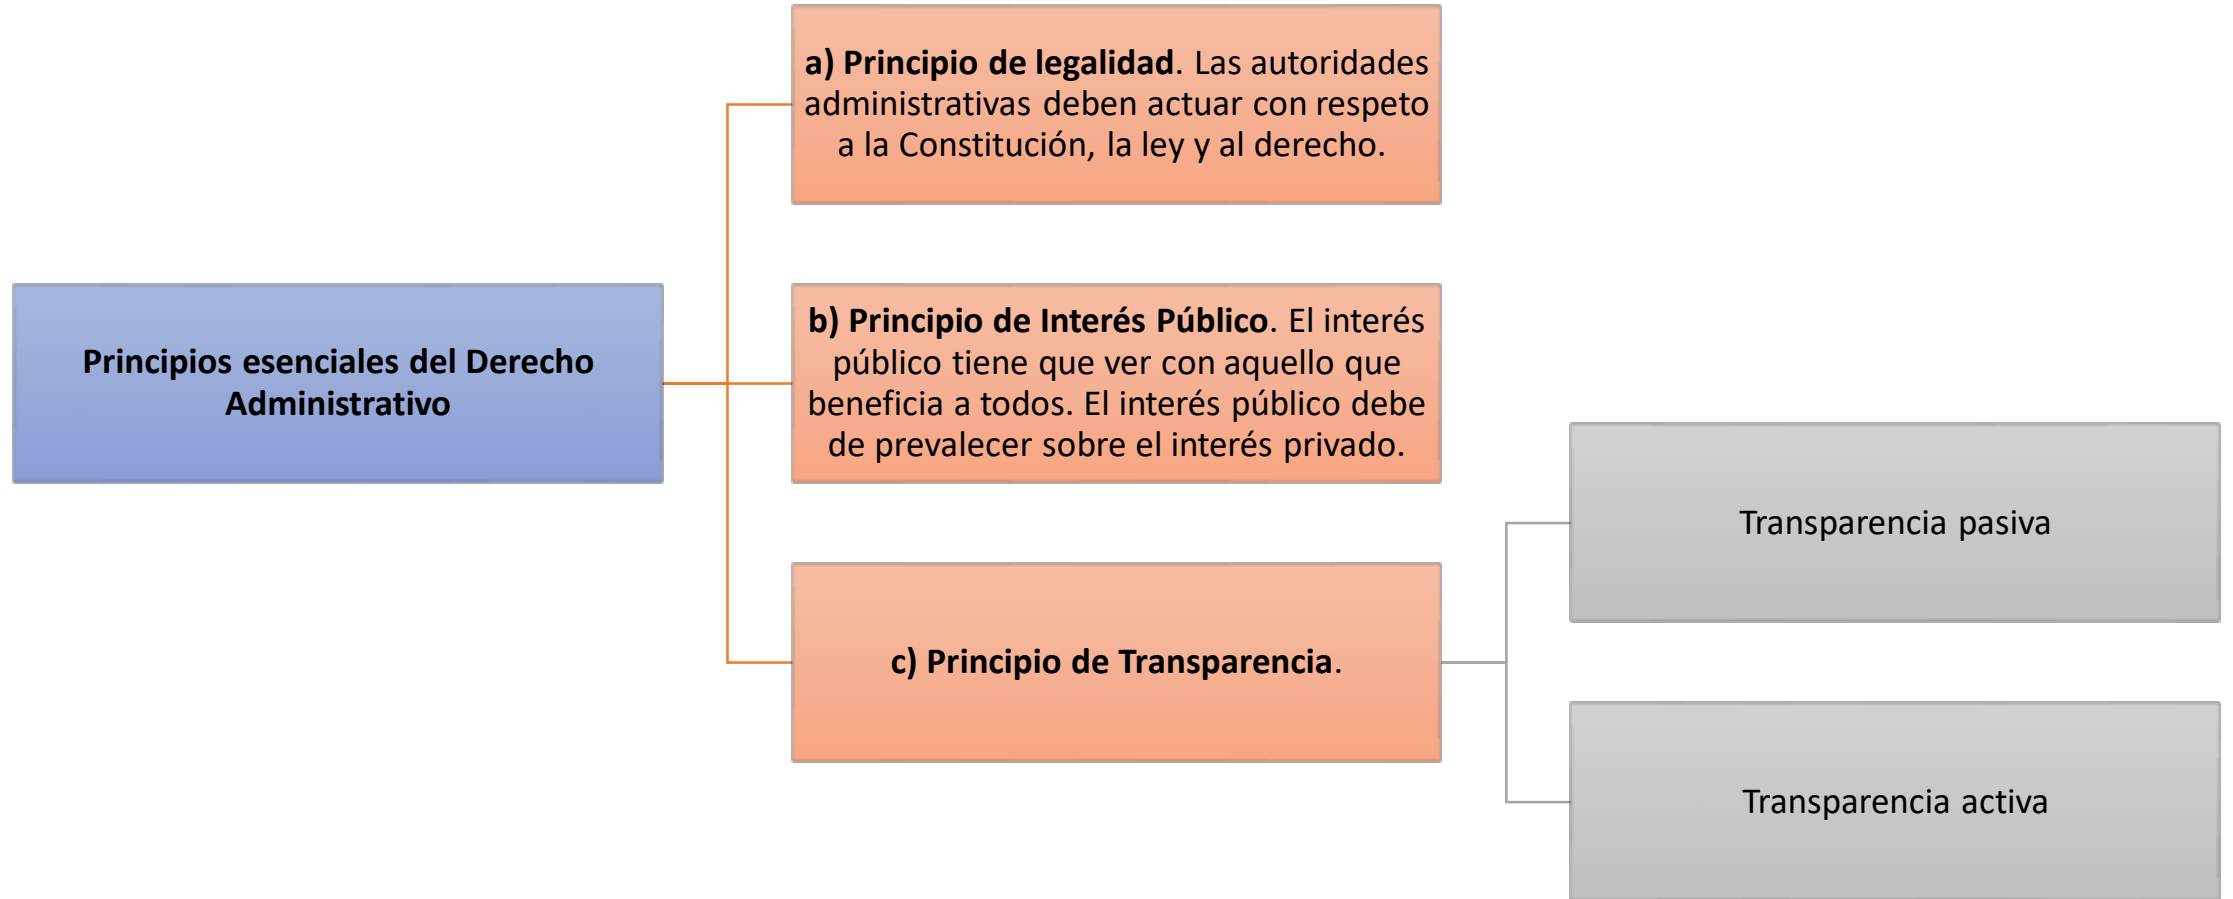 a) Principio de legalidad. Las autoridades
administrativas deben actuar con respeto
a la Constitución, la ley y al derecho.
Principios esenciales del Derecho
Administrativo
b) Principio de Interés Público. El interés
público tiene que ver con aquello que
beneficia a todos. El interés público debe
de prevalecer sobre el interés privado.
c) Principio de Transparencia.
Transparencia pasiva
Transparencia activa